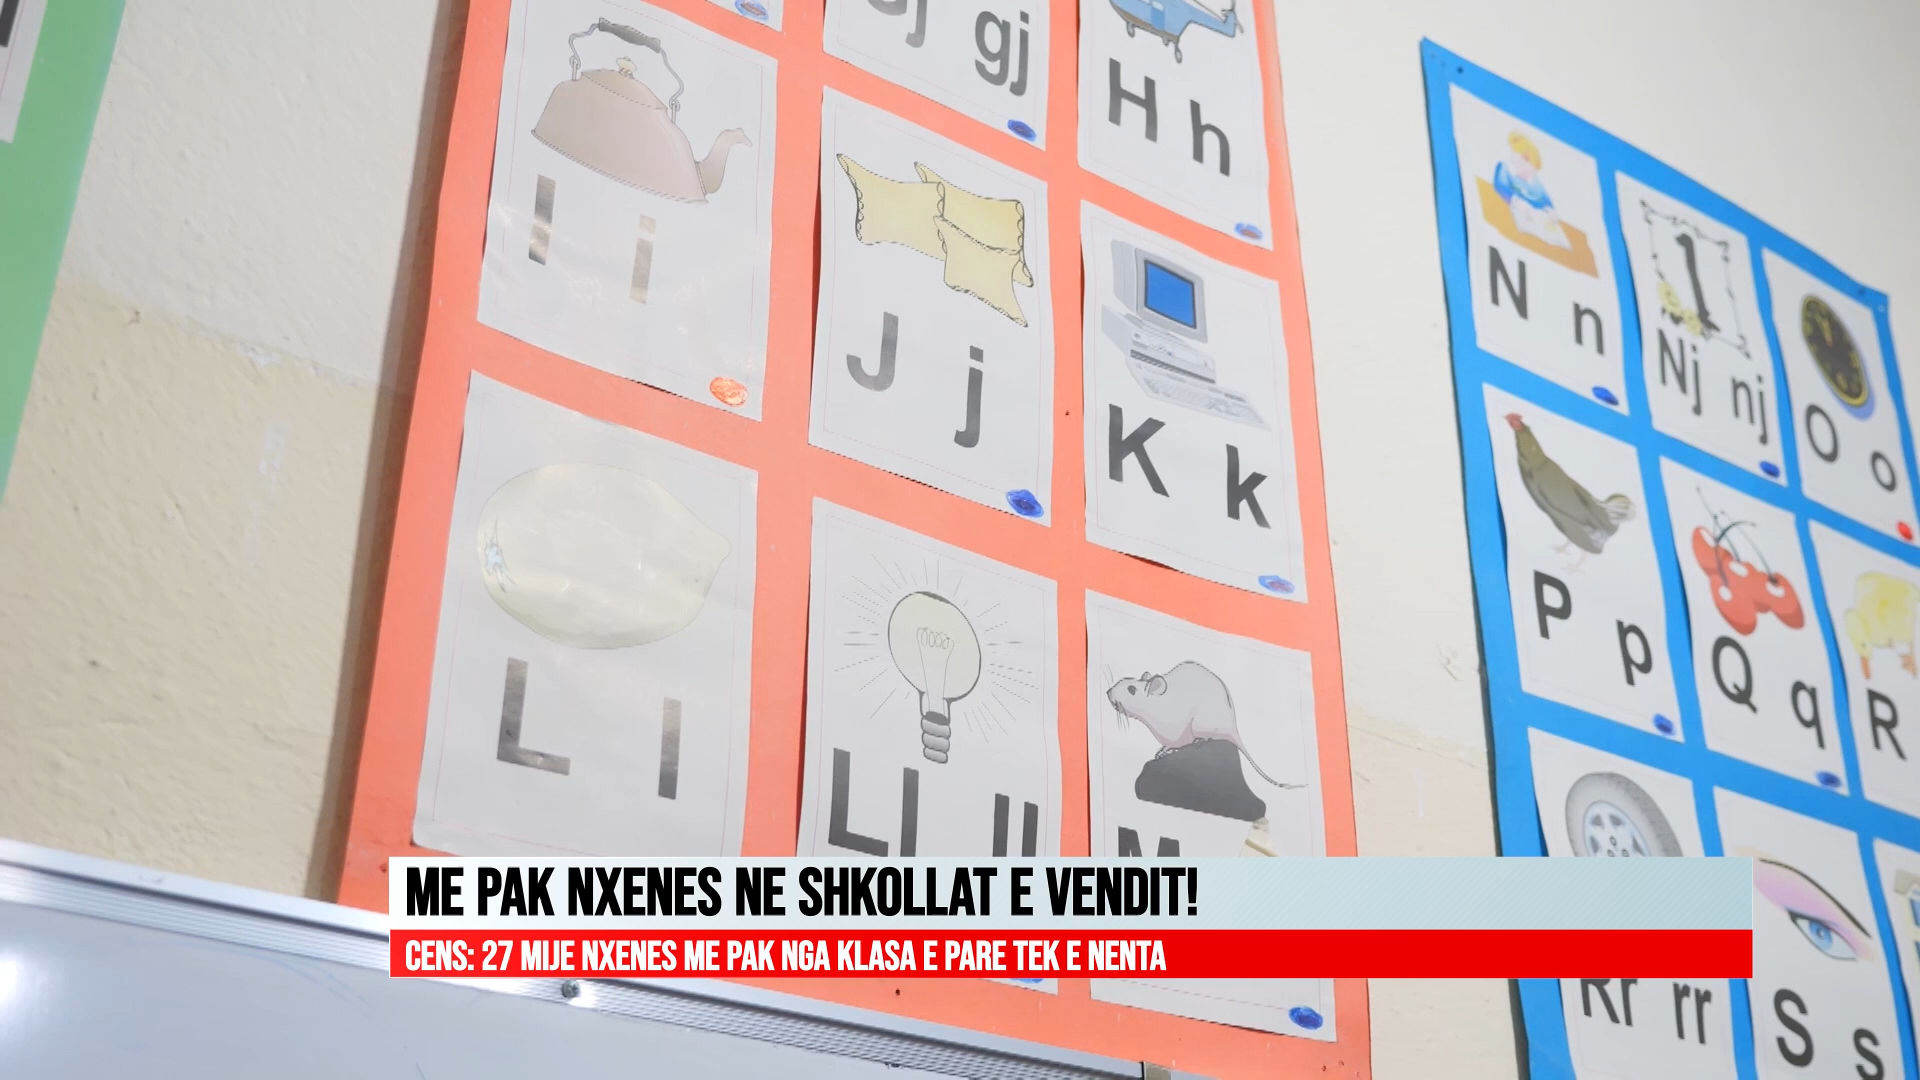 gj
H h
I i
J j
K k
N n
Nj nj
O o
L l
Ll ll
M
P p
Q q
R
Rr rr
S s
ME PAK NXENES NE SHKOLLAT E VENDIT!
CENS: 27 MIJE NXENES ME PAK NGA KLASA E PARE TEK E NENTA